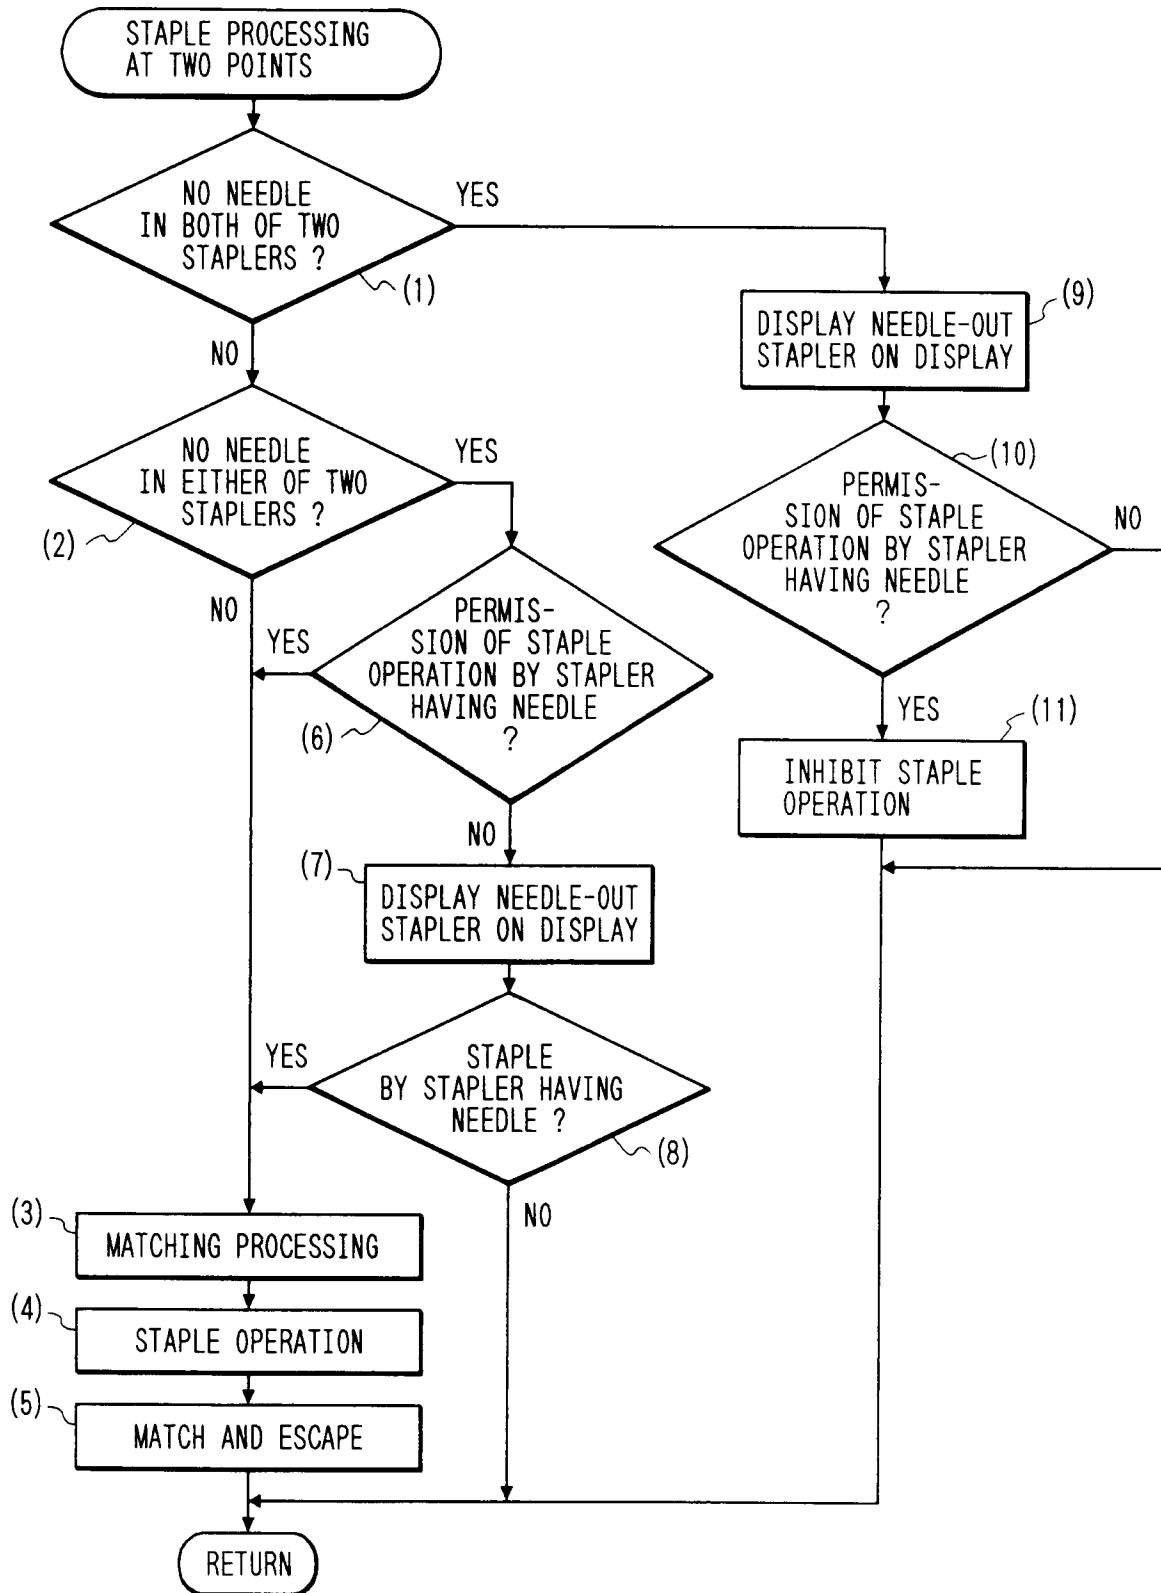 STAPLE PROCESSING
AT TWO POINTS
NO NEEDLE
IN BOTH OF TWO
STAPLERS ?
YES
(1)
NO
NO NEEDLE
IN EITHER OF TWO
STAPLERS ?
YES
(2)
NO
PERMIS-
SION OF STAPLE
OPERATION BY STAPLER
HAVING NEEDLE
?
YES
(6)
NO
(7)
DISPLAY NEEDLE-OUT
STAPLER ON DISPLAY
STAPLE
BY STAPLER HAVING
NEEDLE ?
YES
(8)
NO
(3)
MATCHING PROCESSING
(4)
STAPLE OPERATION
(5)
MATCH AND ESCAPE
RETURN
(9)
DISPLAY NEEDLE-OUT
STAPLER ON DISPLAY
(10)
PERMIS-
SION OF STAPLE
OPERATION BY STAPLER
HAVING NEEDLE
?
NO
YES
(11)
INHIBIT STAPLE
OPERATION